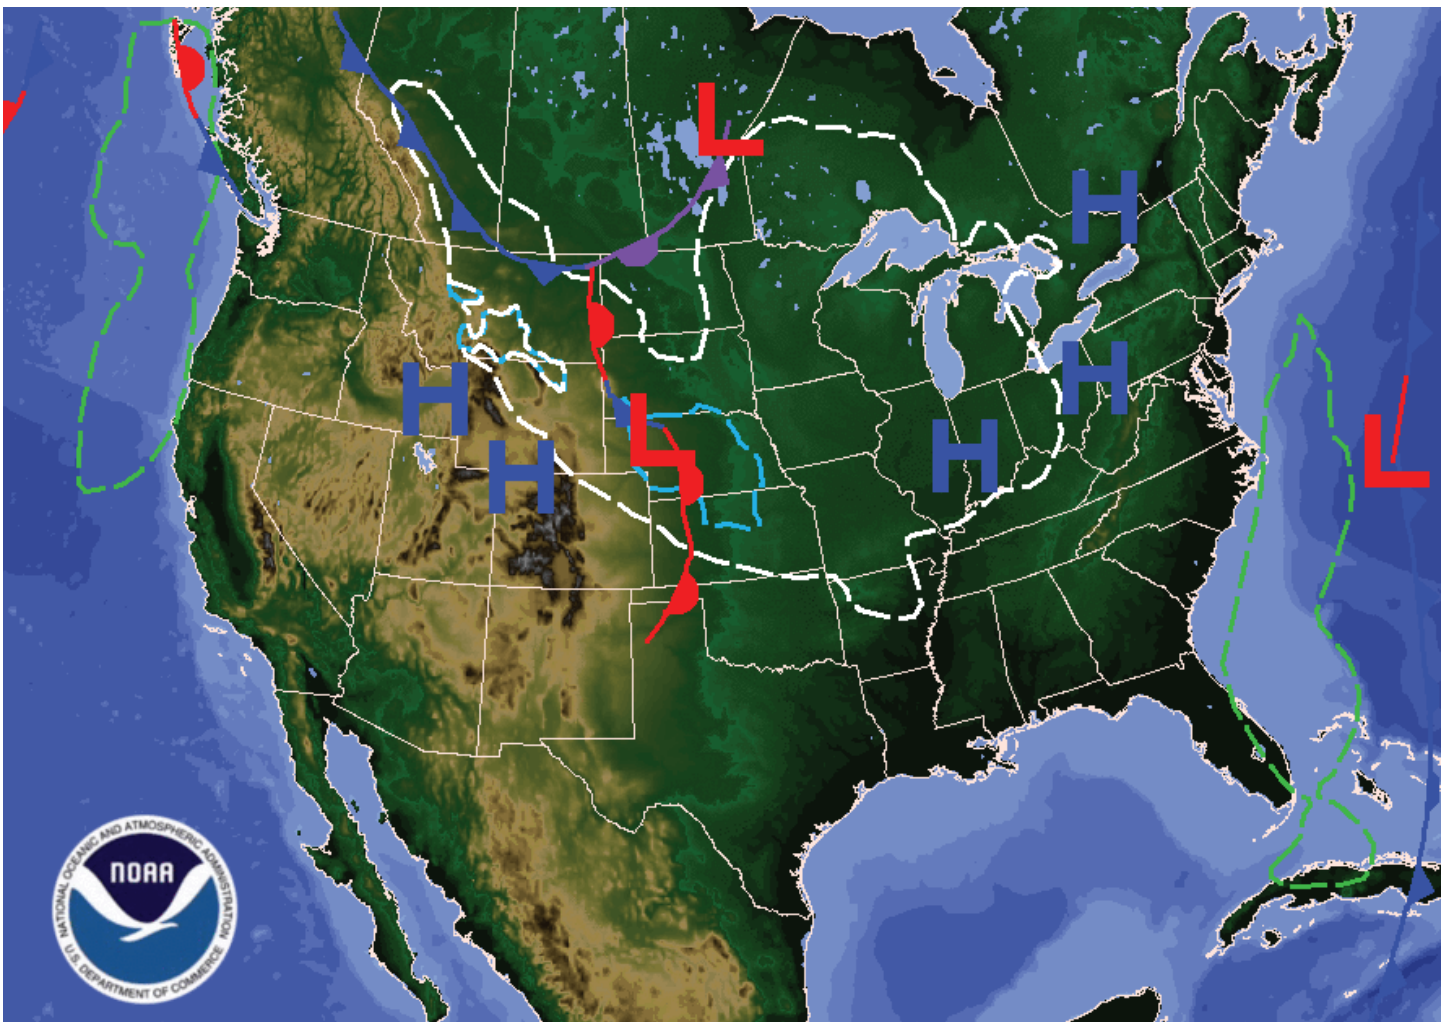 L
H
H
H
L
H
L
H
NATIONAL OCEANIC AND ATMOSPHERIC ADMINISTRATION
NOAA
U.S. DEPARTMENT OF COMMERCE